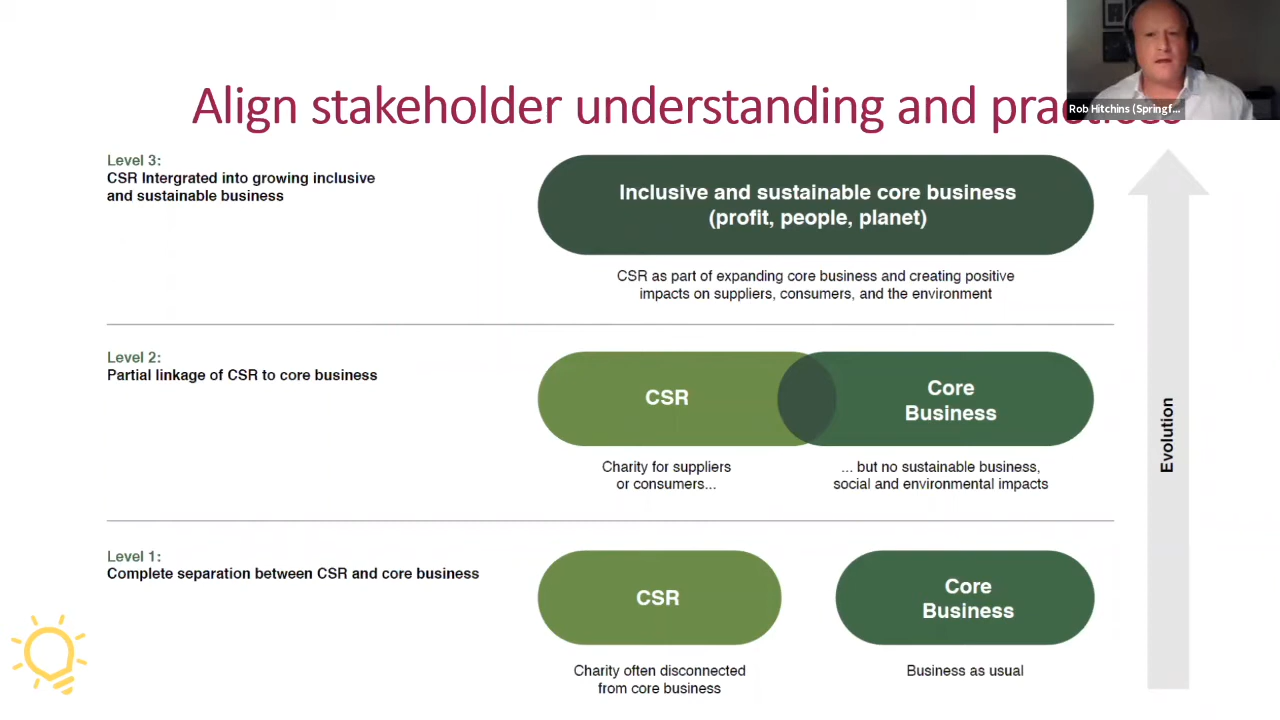 Align stakeholder understanding and practices
Rob Hitchins (Springf...
Level 3:
CSR Intergrated into growing inclusive
and sustainable business
Inclusive and sustainable core business
(profit, people, planet)
CSR as part of expanding core business and creating positive
impacts on suppliers, consumers, and the environment
Level 2:
Partial linkage of CSR to core business
CSR
Core
Business
Charity for suppliers
or consumers...
... but no sustainable business,
social and environmental impacts
Evolution
Level 1:
Complete separation between CSR and core business
CSR
Core
Business
Charity often disconnected
from core business
Business as usual